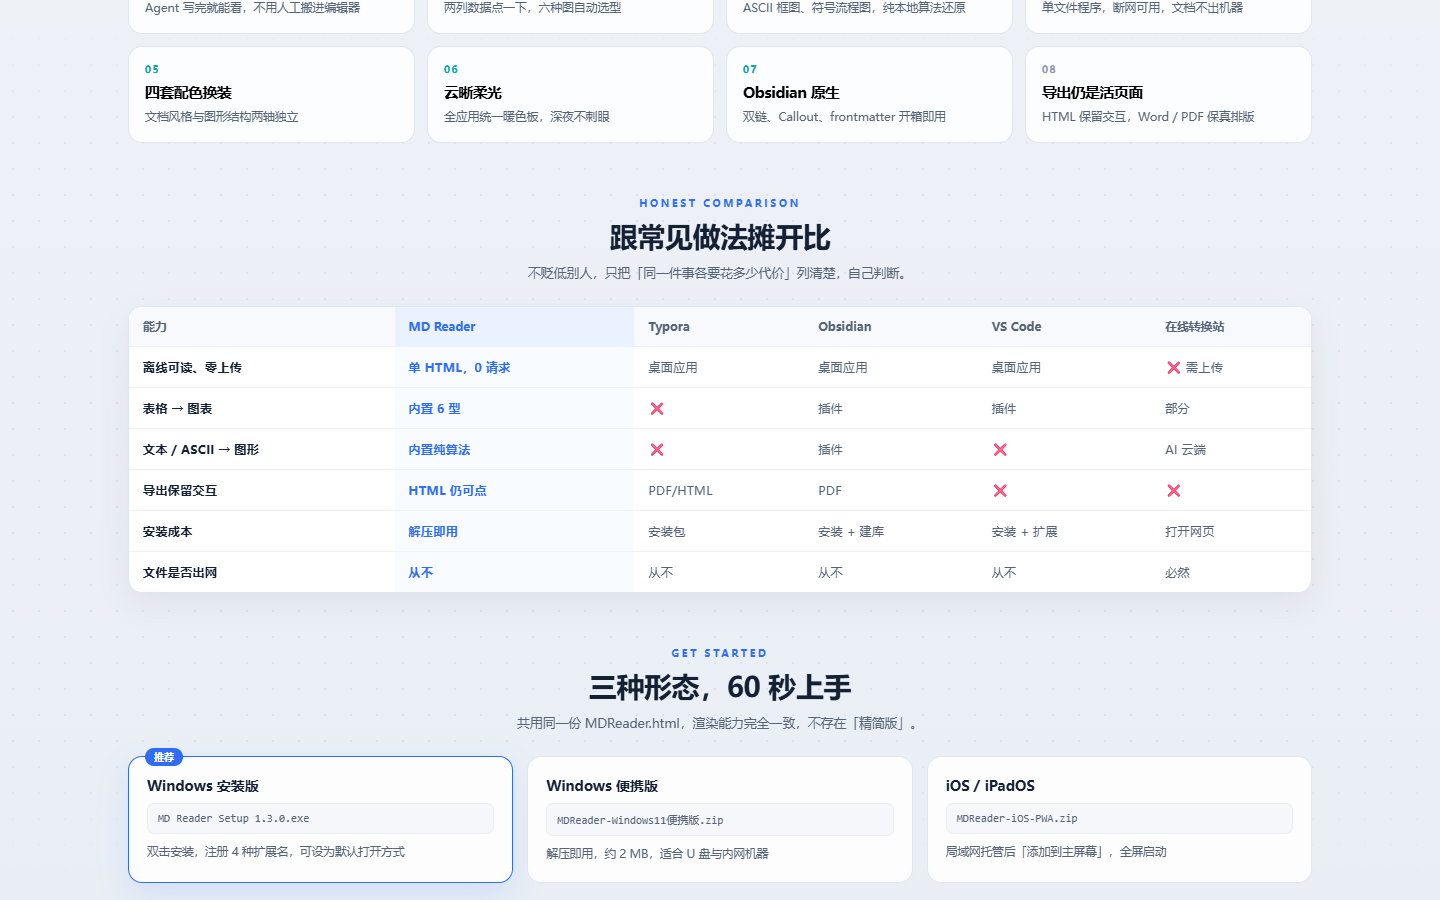 Agent 写完就能看，不用人工搬进编辑器
两列数据点一下，六种图自动选型
ASCII 框图、符号流程图，纯本地算法还原
单文件程序，断网可用，文档不出机器
05
四套配色换装
文档风格与图形结构两轴独立
06
云晰柔光
全应用统一暖色板，深夜不刺眼
07
Obsidian 原生
双链、Callout、frontmatter 开箱即用
08
导出仍是活页面
HTML 保留交互，Word / PDF 保真排版
HONEST COMPARISON
跟常见做法摊开比
不贬低别人，只把「同一件事各要花多少代价」列清楚，自己判断。
能力 MD Reader Typora Obsidian VS Code 在线转换站
离线可读、零上传 单 HTML，0 请求 桌面应用 桌面应用 桌面应用 ❌ 需上传
表格 → 图表 内置 6 型 ❌ 插件 插件 部分
文本 / ASCII → 图形 内置纯算法 ❌ 插件 ❌ AI 云端
导出保留交互 HTML 仍可点 PDF/HTML PDF ❌ ❌
安装成本 解压即用 安装包 安装 + 建库 安装 + 扩展 打开网页
文件是否出网 从不 从不 从不 从不 必然
GET STARTED
三种形态，60 秒上手
共用同一份 MDReader.html，渲染能力完全一致，不存在「精简版」。
推荐
Windows 安装版
MD Reader Setup 1.3.0.exe
双击安装，注册 4 种扩展名，可设为默认打开方式
Windows 便携版
MDReader-Windows11便携版.zip
解压即用，约 2 MB，适合 U 盘与内网机器
iOS / iPadOS
MDReader-iOS-PWA.zip
局域网托管后「添加到主屏幕」，全屏启动